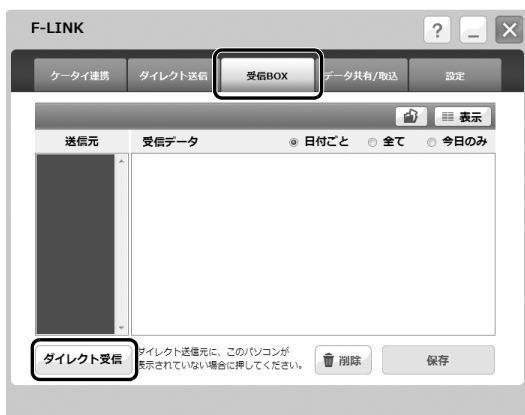 F-LINK
?
ケータイ連携 ダイレクト送信 受信BOX データ共有/取込 設定
表示
送信元 受信データ 日付ごと 全て 今日のみ
ダイレクト受信
ダイレクト送信元に、このパソコンが
表示されていない場合に押してください。
削除
保存